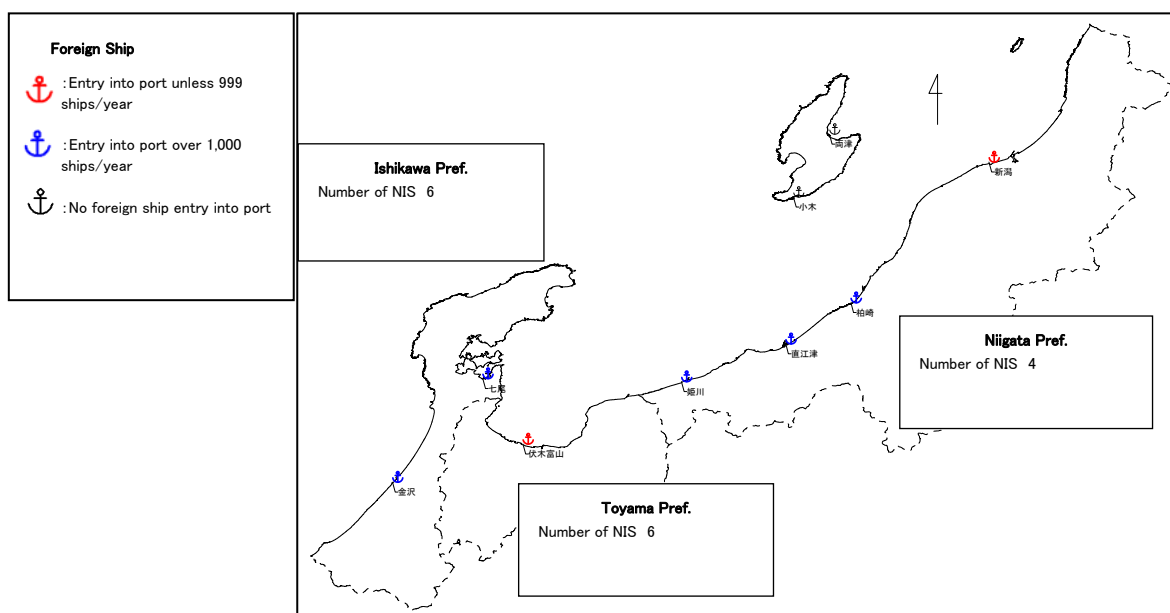 Foreign Ship
:Entry into port unless 999
ships/year
:Entry into port over 1,000
ships/year
:No foreign ship entry into port
Ishikawa Pref.
Number of NIS 6
両津
小木
新潟
柏崎
直江津
姫川
七尾
伏木富山
金沢
Niigata Pref.
Number of NIS 4
Toyama Pref.
Number of NIS 6